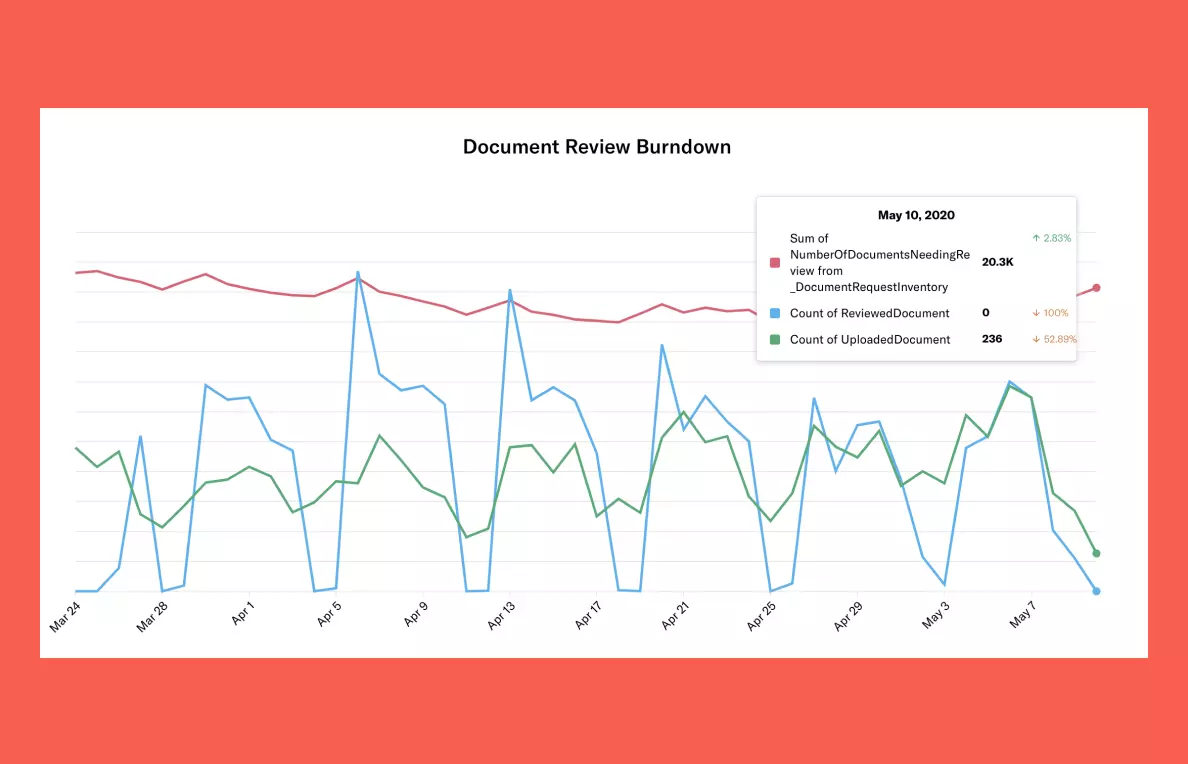 Document Review Burndown
May 10, 2020
Sum of
NumberOfDocumentsNeedingRe
view from
_DocumentRequestInventory
20.3K
↑ 2.83%
Count of ReviewedDocument
0
↓ 100%
Count of UploadedDocument
236
↓ 52.89%
Mar 24
Mar 28
Apr 1
Apr 5
Apr 9
Apr 13
Apr 17
Apr 21
Apr 25
Apr 29
May 3
May 7